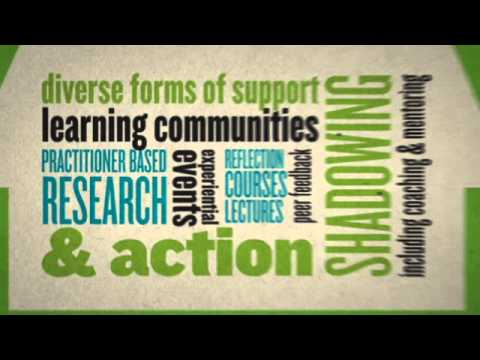 diverse forms of support
learning communities
PRACTITIONER BASED
RESEARCH
events
experiential
REFLECTION
COURSES
LECTURES
peer feedback
& action
SHADOWING
including coaching & mentoring